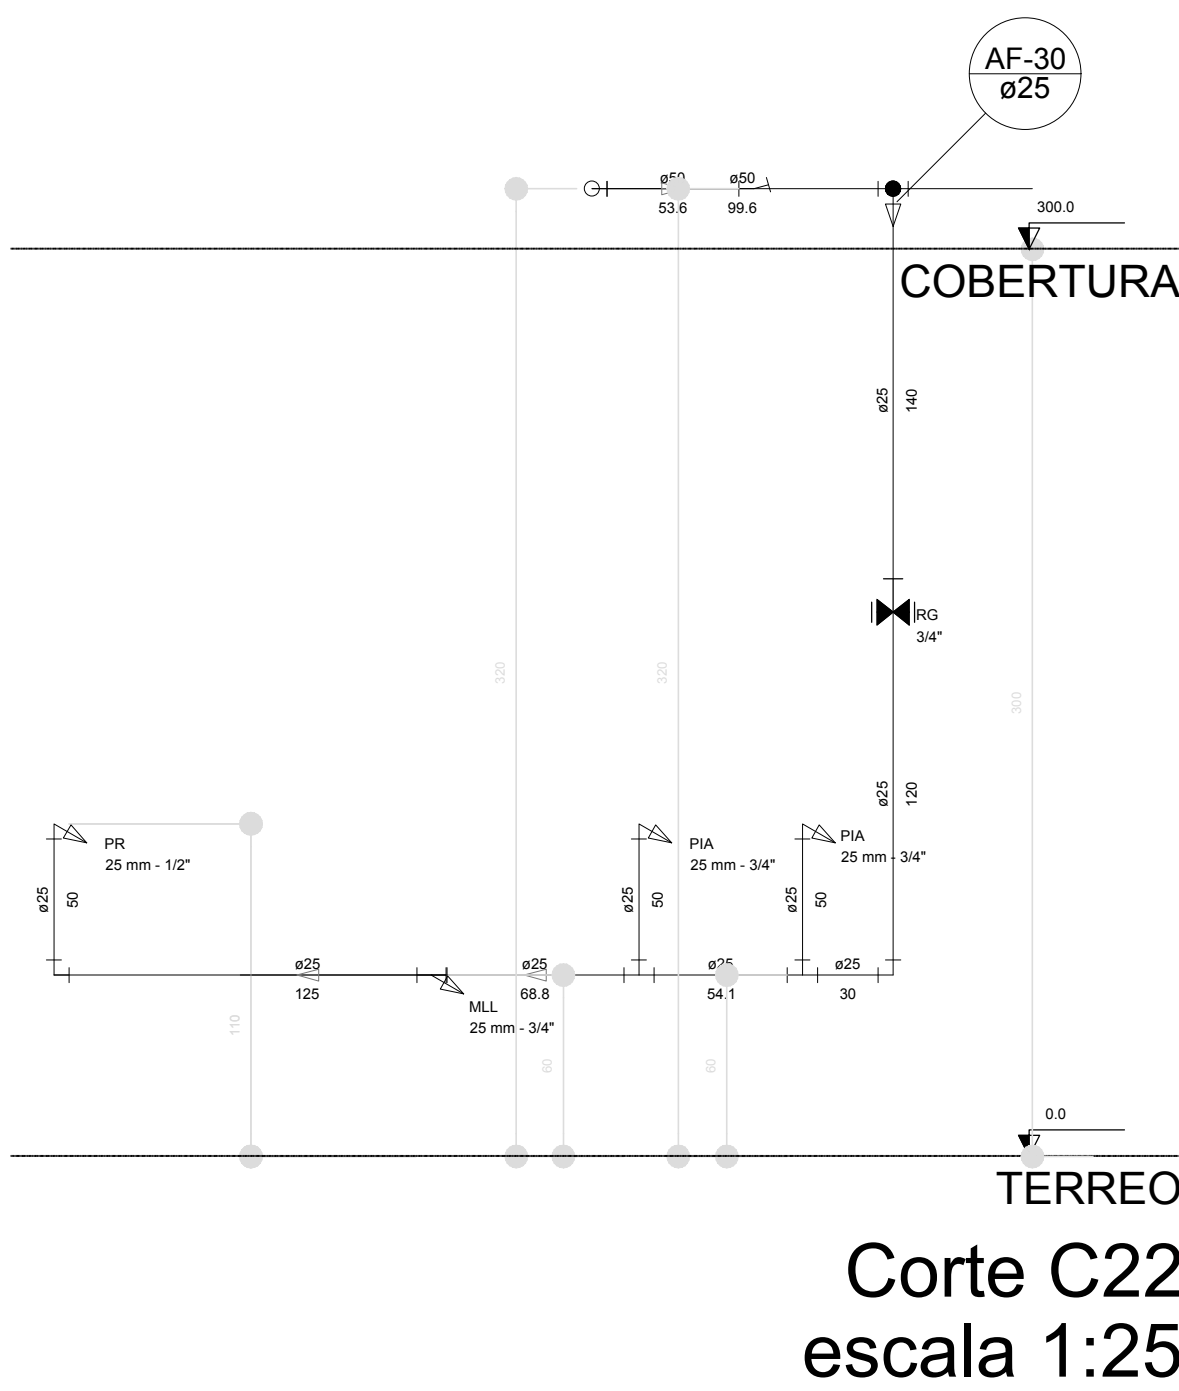 AF-30
ø25
ø50
ø50
53.6
99.6
300.0
COBERTURA
ø25
140
RG
3/4"
320
320
300
ø25
120
PR
25 mm - 1/2"
PIA
25 mm - 3/4"
PIA
25 mm - 3/4"
ø25
50
ø25
50
ø25
50
ø25
125
ø25
68.8
ø25
54.1
ø25
30
MLL
25 mm - 3/4"
110
60
60
0.0
TERREO
Corte C22
escala 1:25